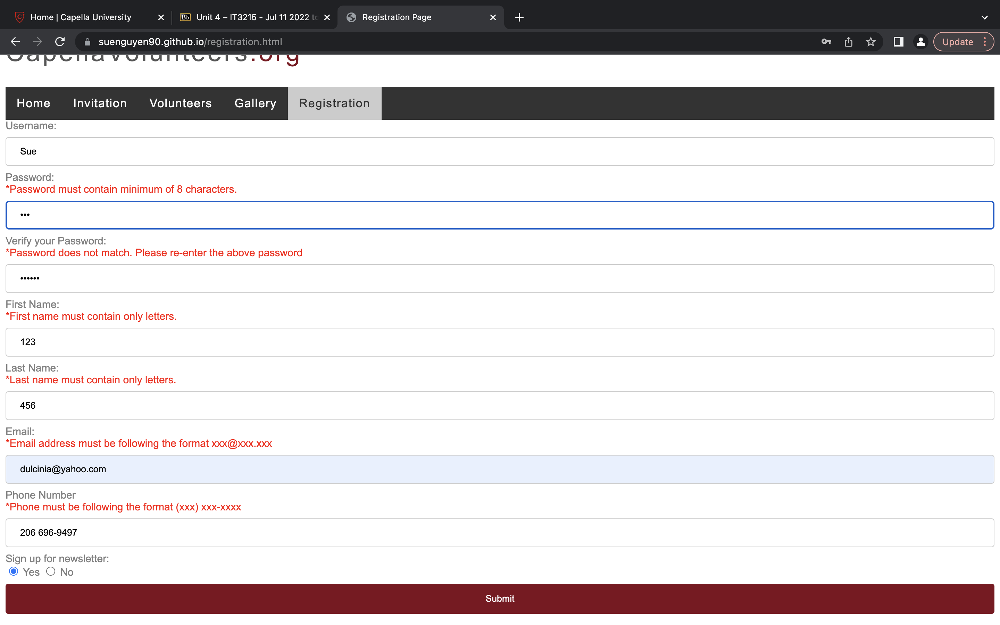 Home | Capella University
Unit 4 – IT3215 - Jul 11 2022 to
Registration Page
suenguyen90.github.io/registration.html
Update
CapellaVolunteers.org
Home Invitation Volunteers Gallery Registration
Username:
Sue
Password:
*Password must contain minimum of 8 characters.
•••
Verify your Password:
*Password does not match. Please re-enter the above password
••••••
First Name:
*First name must contain only letters.
123
Last Name:
*Last name must contain only letters.
456
Email:
*Email address must be following the format xxx@xxx.xxx
dulcinia@yahoo.com
Phone Number
*Phone must be following the format (xxx) xxx-xxxx
206 696-9497
Sign up for newsletter:
Yes No
Submit